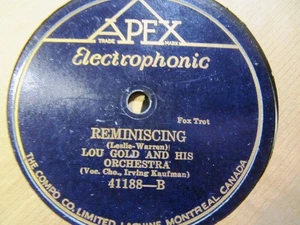 APEX
TRADE MARK
Electrophonic
Fox Trot
REMINISCING
(Leslie-Warren)
LOU GOLD AND HIS
ORCHESTRA
(Voc. Cho., Irving Kaufman)
41188-B
THE COMPO CO. LIMITED, LACHINE, MONTREAL, CANADA